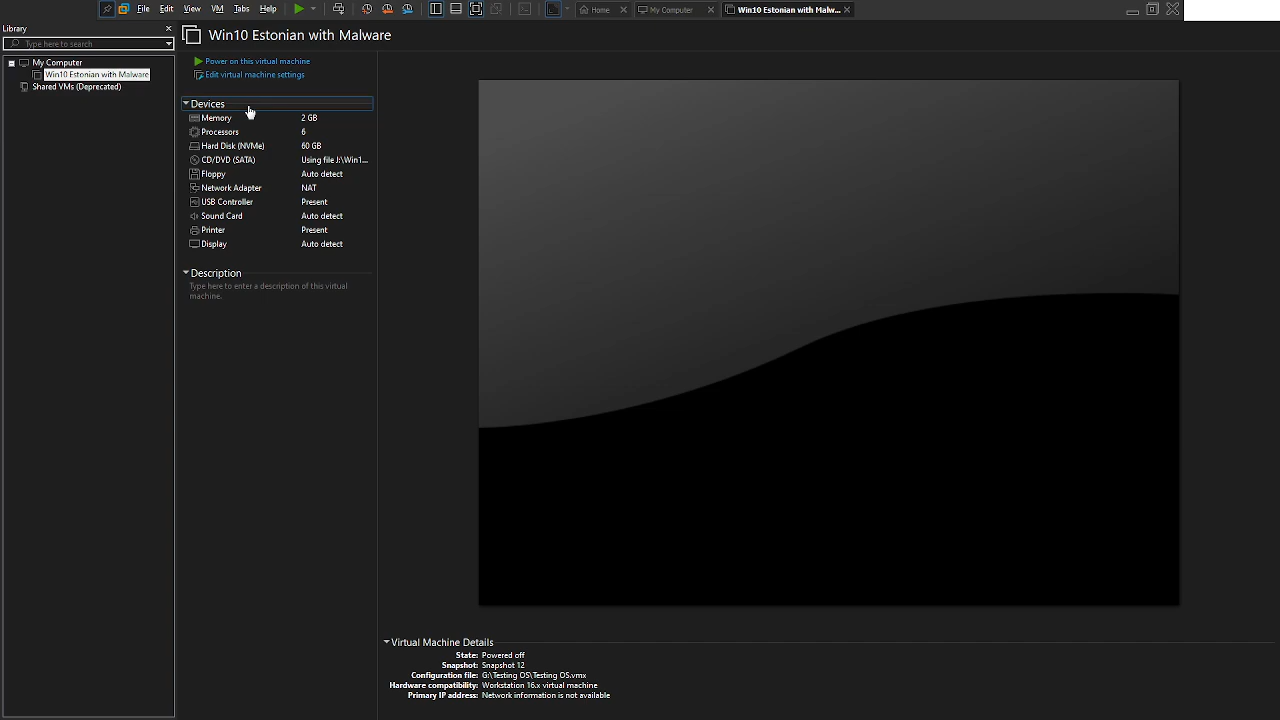 File Edit View VM Tabs Help Home My Computer Win10 Estonian with Malw...
Library
Type here to search
My Computer
Win10 Estonian with Malware
Shared VMs (Deprecated)
Win10 Estonian with Malware
Power on this virtual machine
Edit virtual machine settings
Devices
Memory 2 GB
Processors 6
Hard Disk (NVMe) 60 GB
CD/DVD (SATA) Using file J:\Win1...
Floppy Auto detect
Network Adapter NAT
USB Controller Present
Sound Card Auto detect
Printer Present
Display Auto detect
Description
Type here to enter a description of this virtual
machine.
Virtual Machine Details
State: Powered off
Snapshot: Snapshot 12
Configuration file: G:\Testing OS\Testing OS.vmx
Hardware compatibility: Workstation 16.x virtual machine
Primary IP address: Network information is not available